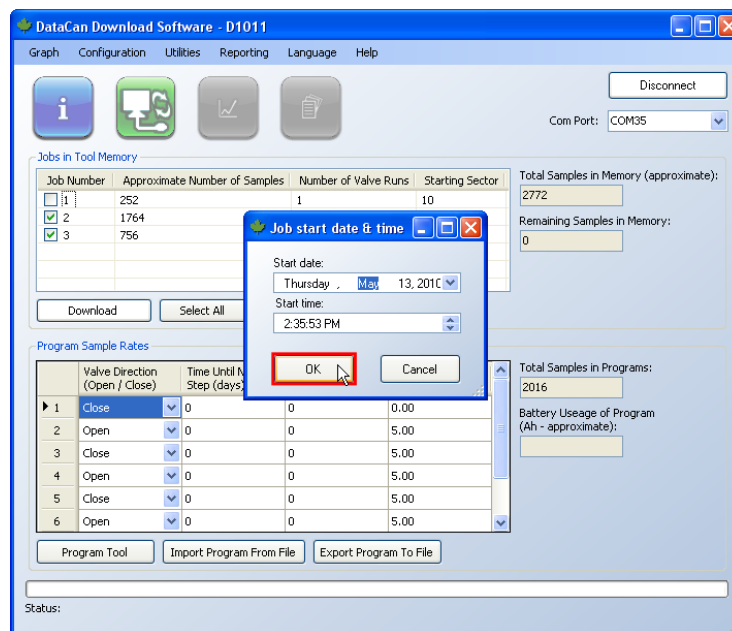 DataCan Download Software - D1011
Graph Configuration Utilities Reporting Language Help
Disconnect
Com Port: COM35
Jobs in Tool Memory
Job Number Approximate Number of Samples Number of Valve Runs Starting Sector
1 252 1 10
2 1764
3 756
Total Samples in Memory (approximate):
2772
Remaining Samples in Memory:
0
Job start date & time
Start date:
Thursday , May 13, 2010
Start time:
2:35:53 PM
OK Cancel
Download Select All
Program Sample Rates
Valve Direction
(Open / Close)
Time Until N
Step (days)
1 Close 0 0 0.00
2 Open 0 0 5.00
3 Close 0 0 5.00
4 Open 0 0 5.00
5 Close 0 0 5.00
6 Open 0 0 5.00
Total Samples in Programs:
2016
Battery Useage of Program
(Ah - approximate):
Program Tool Import Program From File Export Program To File
Status: